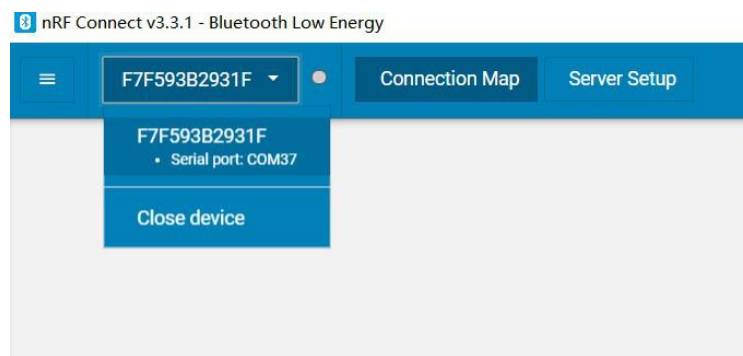 nRF Connect v3.3.1 - Bluetooth Low Energy
F7F593B2931F Connection Map Server Setup
F7F593B2931F
• Serial port: COM37
Close device